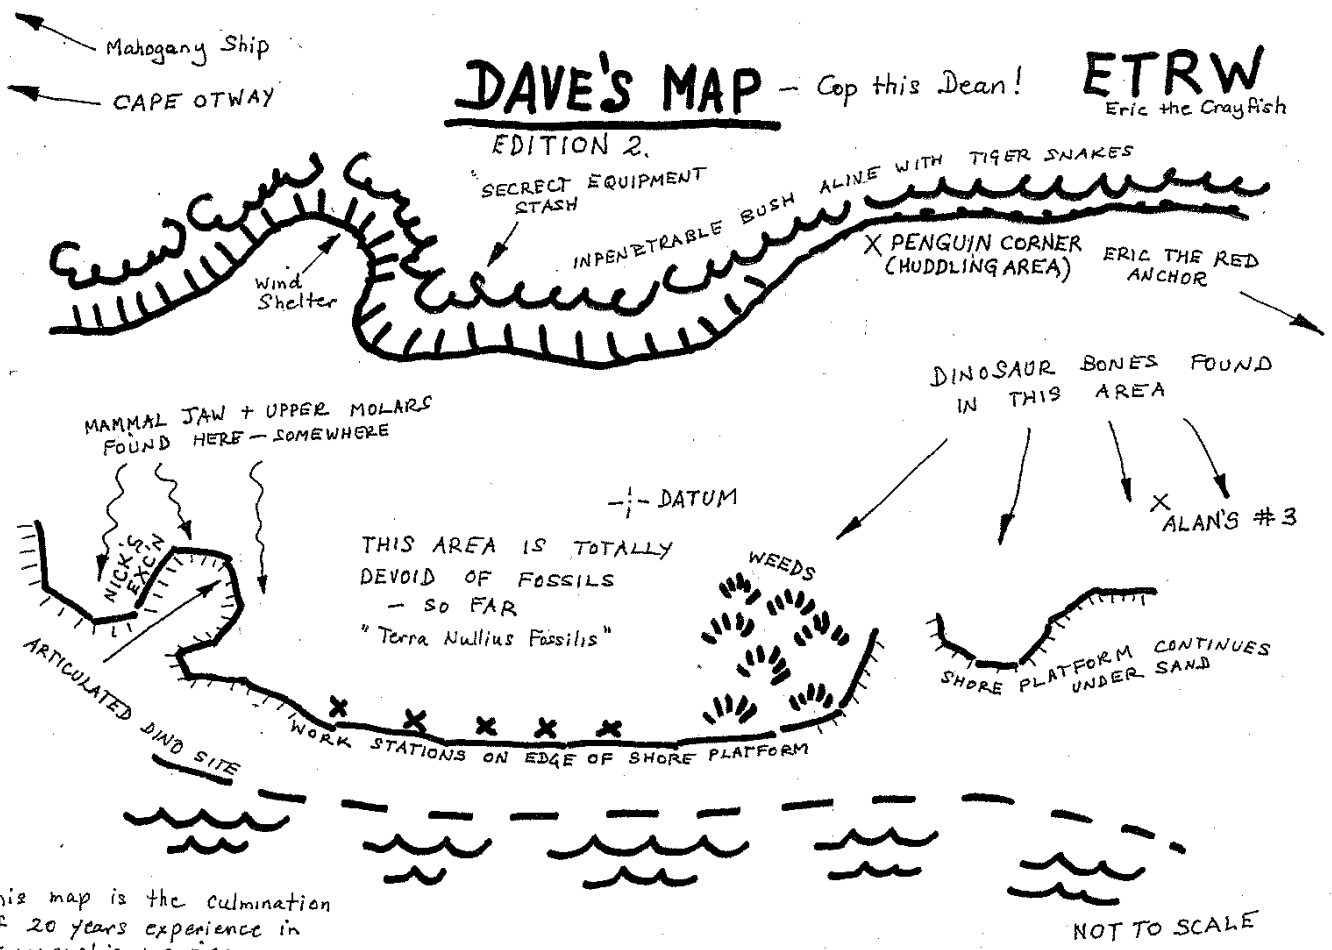 Mahogany Ship
CAPE OTWAY
DAVE'S MAP – Cop this Dean!
EDITION 2.
ETRW
Eric the Crayfish
SECRECT EQUIPMENT
STASH
INPENETRABLE BUSH ALIVE WITH TIGER SNAKES
Wind
Shelter
X PENGUIN CORNER
(HUDDLING AREA)
ERIC THE RED
ANCHOR
DINOSAUR BONES FOUND
IN THIS AREA
MAMMAL JAW + UPPER MOLARS
FOUND HERE – SOMEWHERE
DATUM
X
ALAN'S #3
NICK'S
EXC'N
THIS AREA IS TOTALLY
DEVOID OF FOSSILS
– SO FAR
"Terra Nullius Fossilis"
WEEDS
ARTICULATED DINO SITE
SHORE PLATFORM CONTINUES
UNDER SAND
X X X X X
WORK STATIONS ON EDGE OF SHORE PLATFORM
his map is the culmination
20 years experience in
NOT TO SCALE